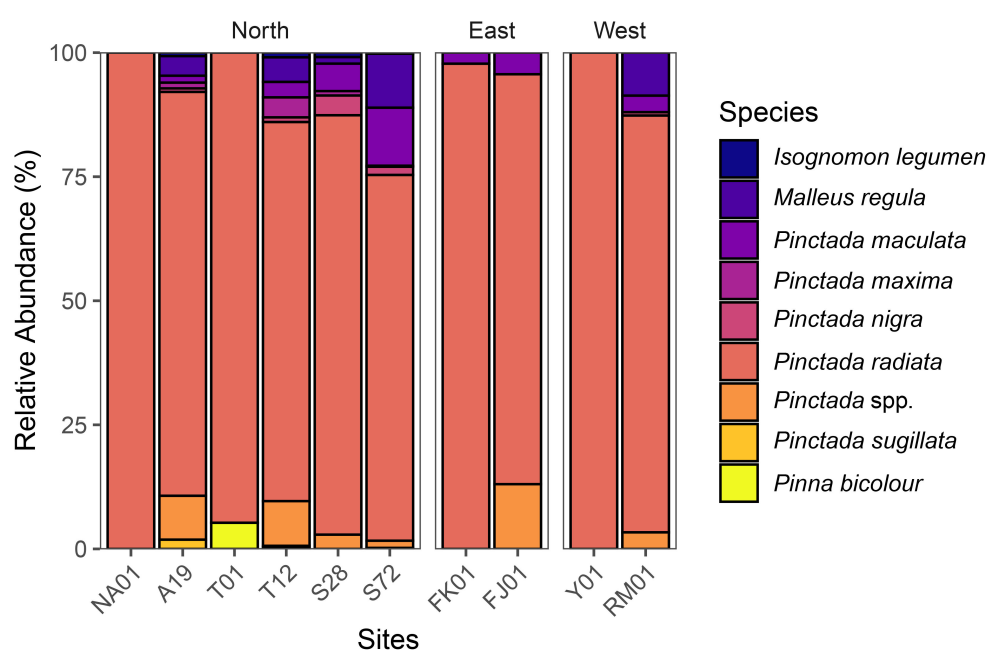 North
East
West
Relative Abundance (%)
100
75
50
25
0
NA01
A19
T01
T12
S28
S72
FK01
FJ01
Y01
RM01
Sites
Species
Isognomon legumen
Malleus regula
Pinctada maculata
Pinctada maxima
Pinctada nigra
Pinctada radiata
Pinctada spp.
Pinctada sugillata
Pinna bicolour